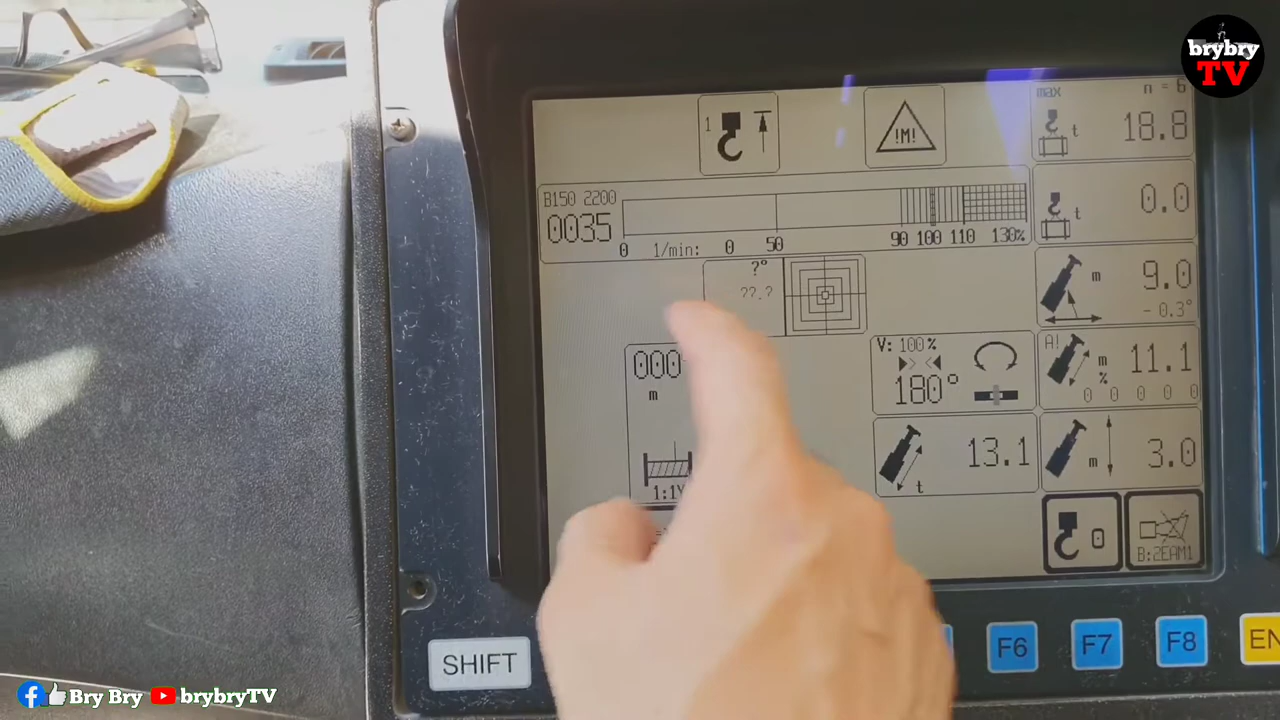 brybry
TV
max n = 6
t 18.8
1
!M!
B150 2200
0035
0 1/min: 0 50 90 100 110 130%
t 0.0
?°
??.?
m 9.0
- 0.3°
000
m
1:1
V: 100%
180°
A!
m 11.1
%
0 0 0 0 0
13.1
t
m 3.0
0
B:2EAM1
SHIFT
F6
F7
F8
EN
Bry Bry
brybryTV